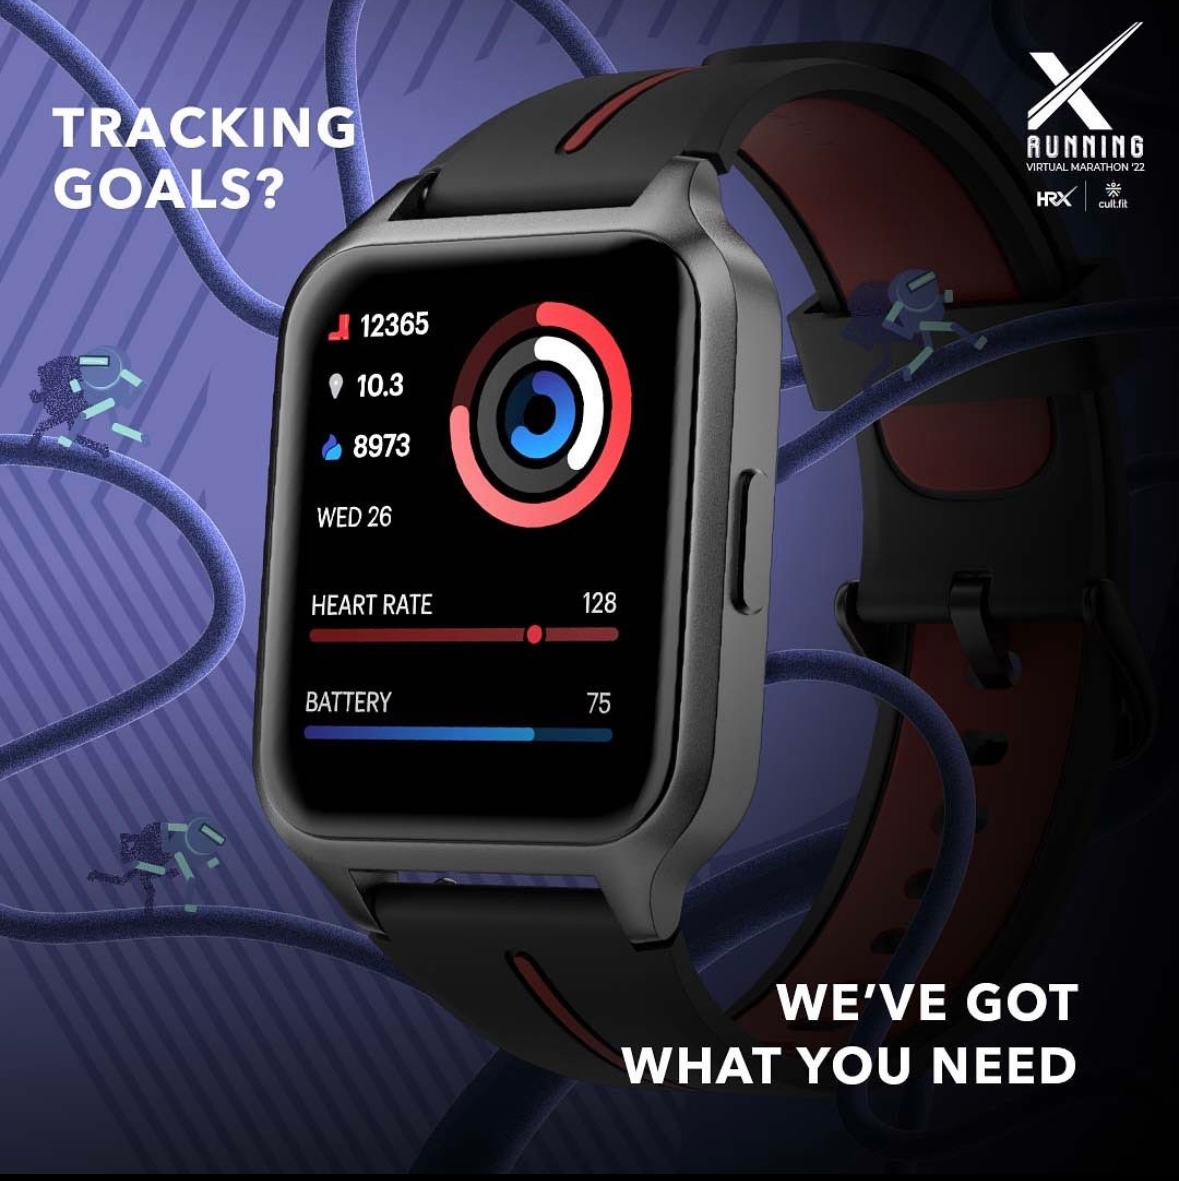 TRACKING
GOALS?
X
RUNNING
VIRTUAL MARATHON '22
HRX
cult.fit
12365
10.3
8973
WED 26
HEART RATE 128
BATTERY 75
WE'VE GOT
WHAT YOU NEED